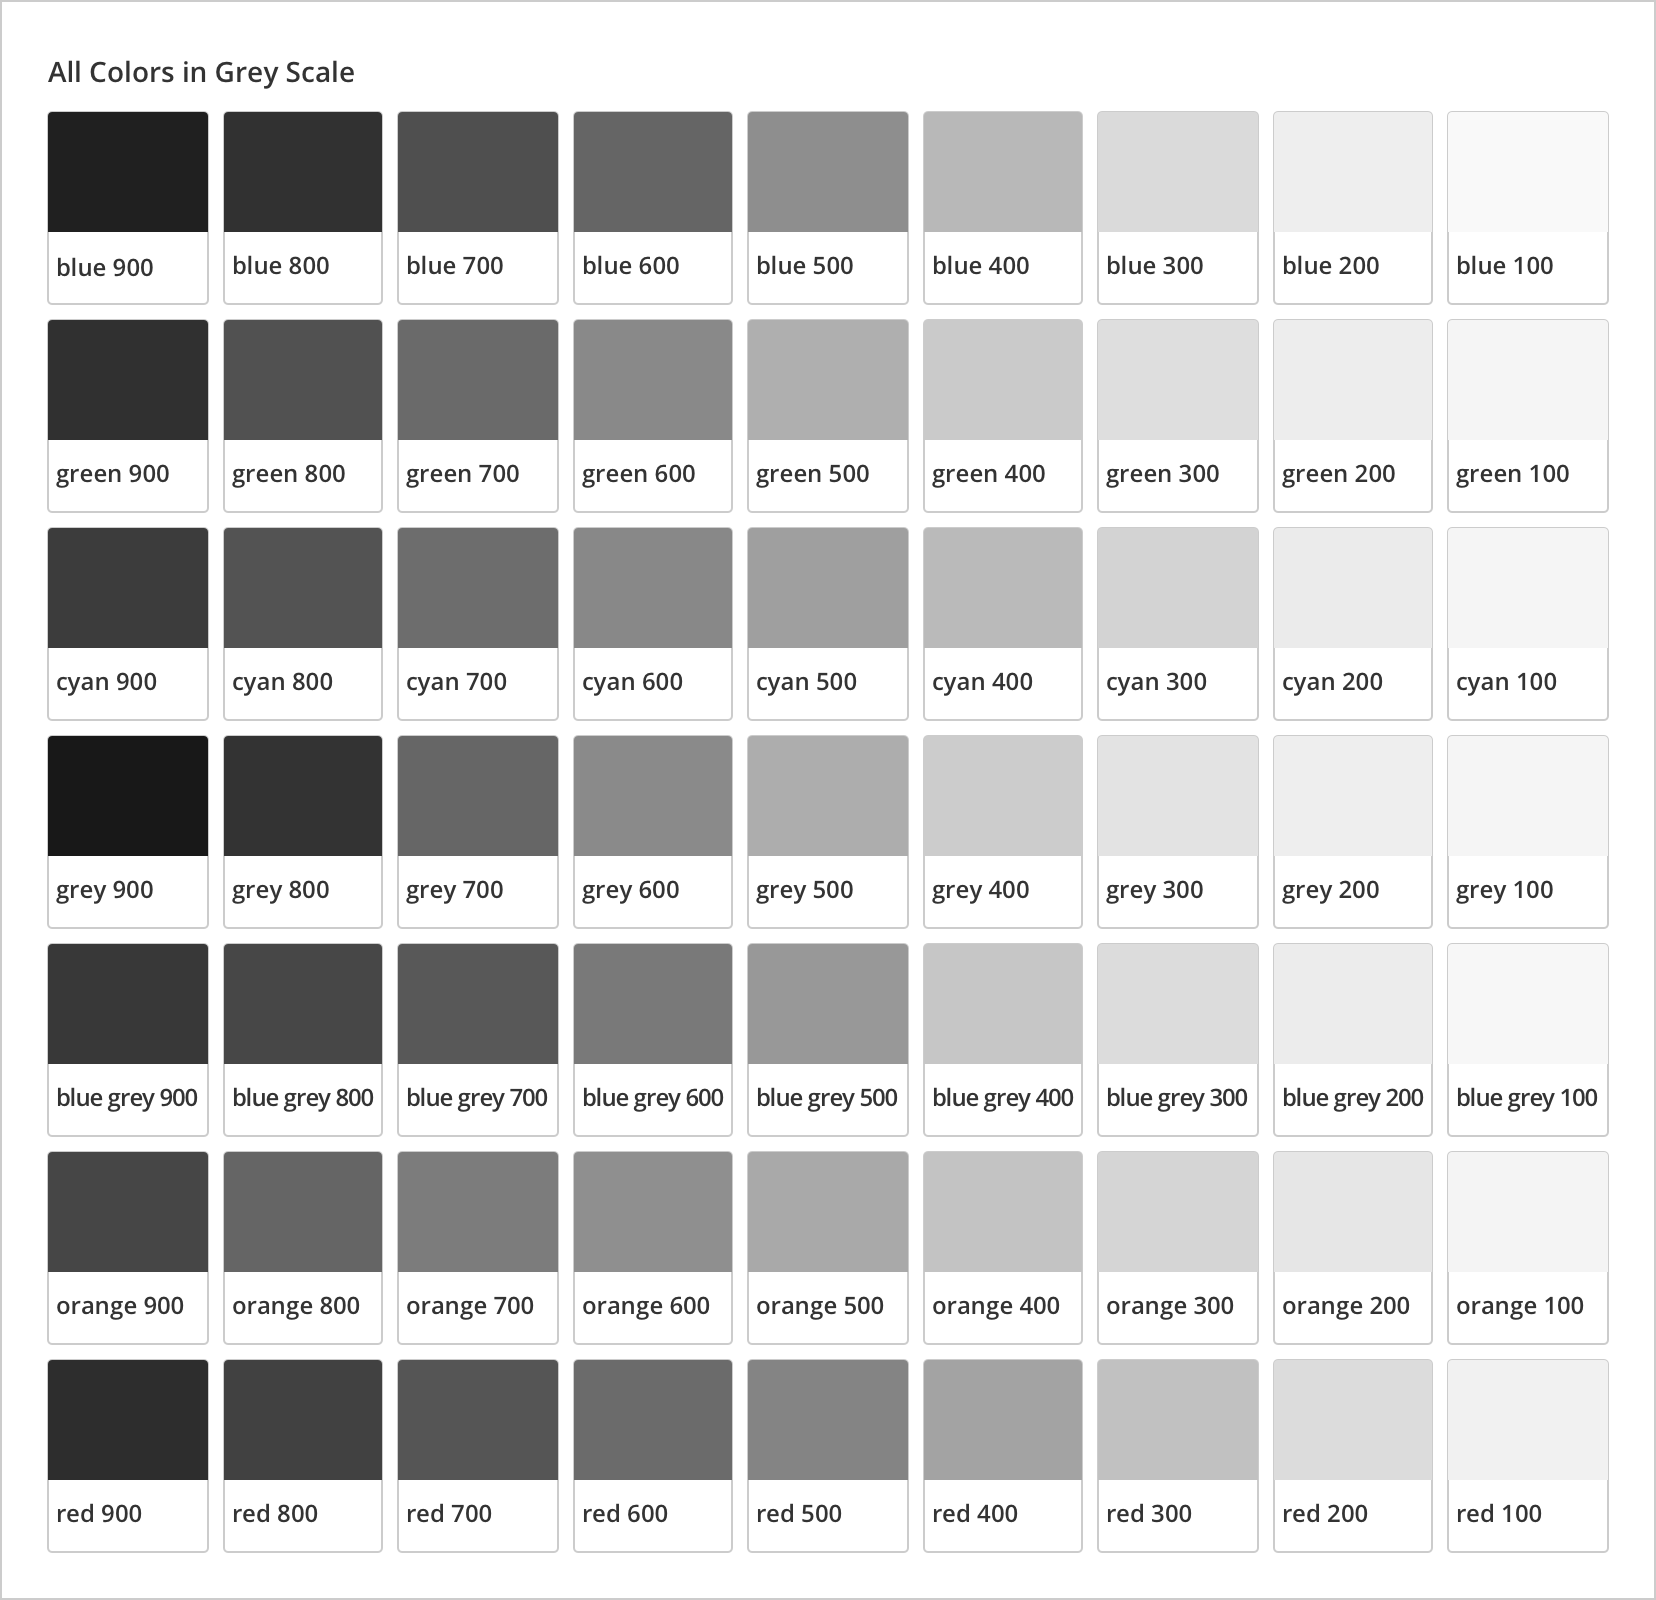 All Colors in Grey Scale
blue 900 blue 800 blue 700 blue 600 blue 500 blue 400 blue 300 blue 200 blue 100
green 900 green 800 green 700 green 600 green 500 green 400 green 300 green 200 green 100
cyan 900 cyan 800 cyan 700 cyan 600 cyan 500 cyan 400 cyan 300 cyan 200 cyan 100
grey 900 grey 800 grey 700 grey 600 grey 500 grey 400 grey 300 grey 200 grey 100
blue grey 900 blue grey 800 blue grey 700 blue grey 600 blue grey 500 blue grey 400 blue grey 300 blue grey 200 blue grey 100
orange 900 orange 800 orange 700 orange 600 orange 500 orange 400 orange 300 orange 200 orange 100
red 900 red 800 red 700 red 600 red 500 red 400 red 300 red 200 red 100